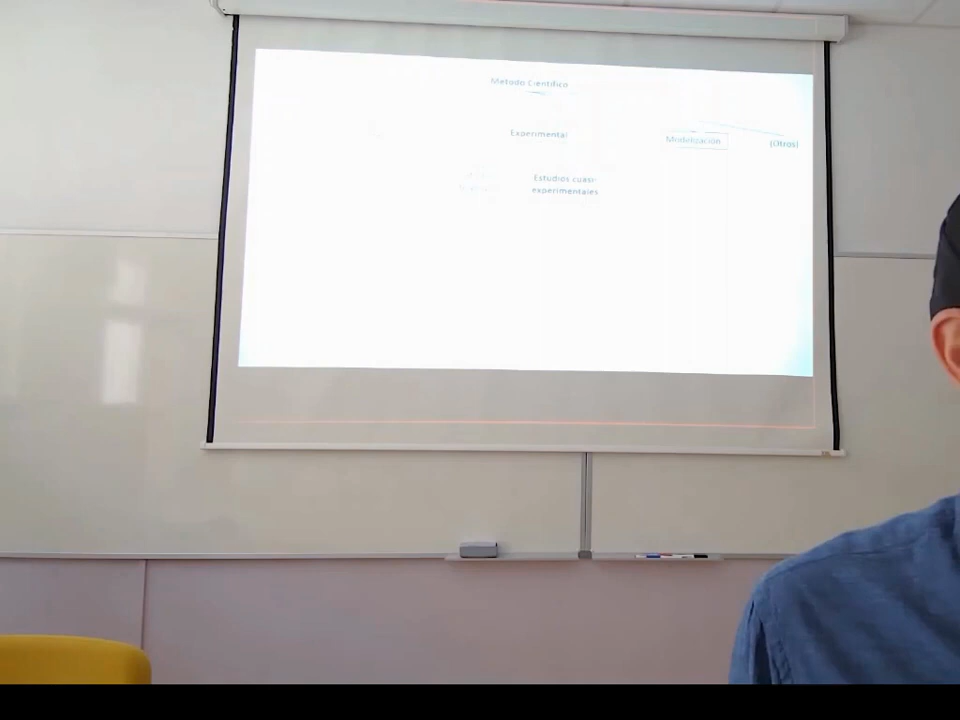 Metodo Científico
Experimental
Modelización
(Otros)
Estudios cuasi-
experimentales